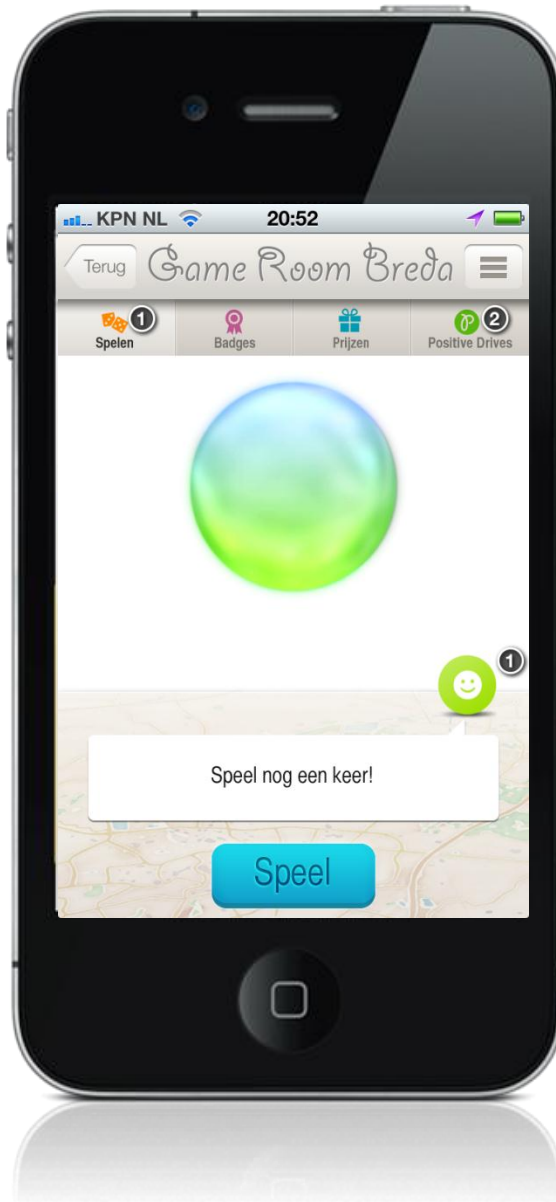 KPN NL 20:52
Terug Game Room Breda
1 2
Spelen Badges Prijzen Positive Drives
1
Speel nog een keer!
Speel